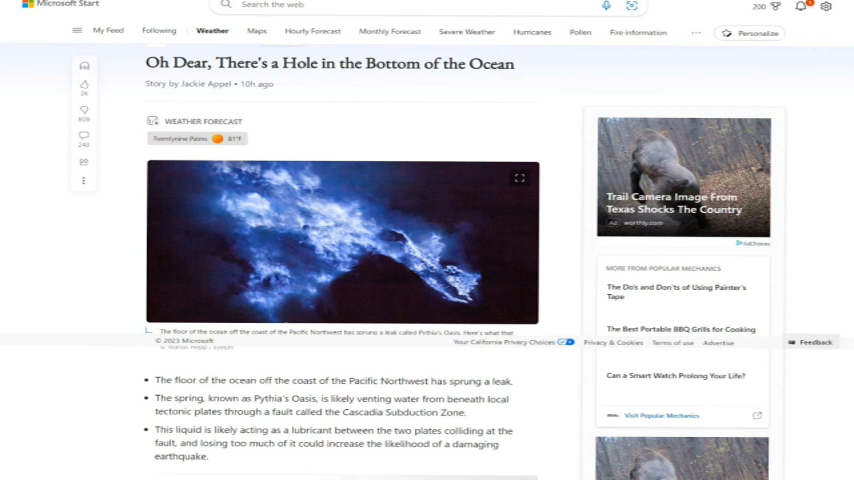 Microsoft Start
Search the web
200
My Feed
Following
Weather
Maps
Hourly Forecast
Monthly Forecast
Severe Weather
Hurricanes
Pollen
Fire information
Personalize
Oh Dear, There's a Hole in the Bottom of the Ocean
Story by Jackie Appel • 10h ago
2k
809
248
WEATHER FORECAST
Twentynine Palms 81°F
The floor of the ocean off the coast of the Pacific Northwest has sprung a leak called Pythia's Oasis. Here's what that
© 2023 Microsoft
Your California Privacy Choices
Privacy & Cookies
Terms of use
Advertise
Feedback
• The floor of the ocean off the coast of the Pacific Northwest has sprung a leak.
• The spring, known as Pythia's Oasis, is likely venting water from beneath local
tectonic plates through a fault called the Cascadia Subduction Zone.
• This liquid is likely acting as a lubricant between the two plates colliding at the
fault, and losing too much of it could increase the likelihood of a damaging
earthquake.
Trail Camera Image From
Texas Shocks The Country
Ad worthly.com
AdChoices
MORE FROM POPULAR MECHANICS
The Do's and Don'ts of Using Painter's
Tape
The Best Portable BBQ Grills for Cooking
Can a Smart Watch Prolong Your Life?
Visit Popular Mechanics